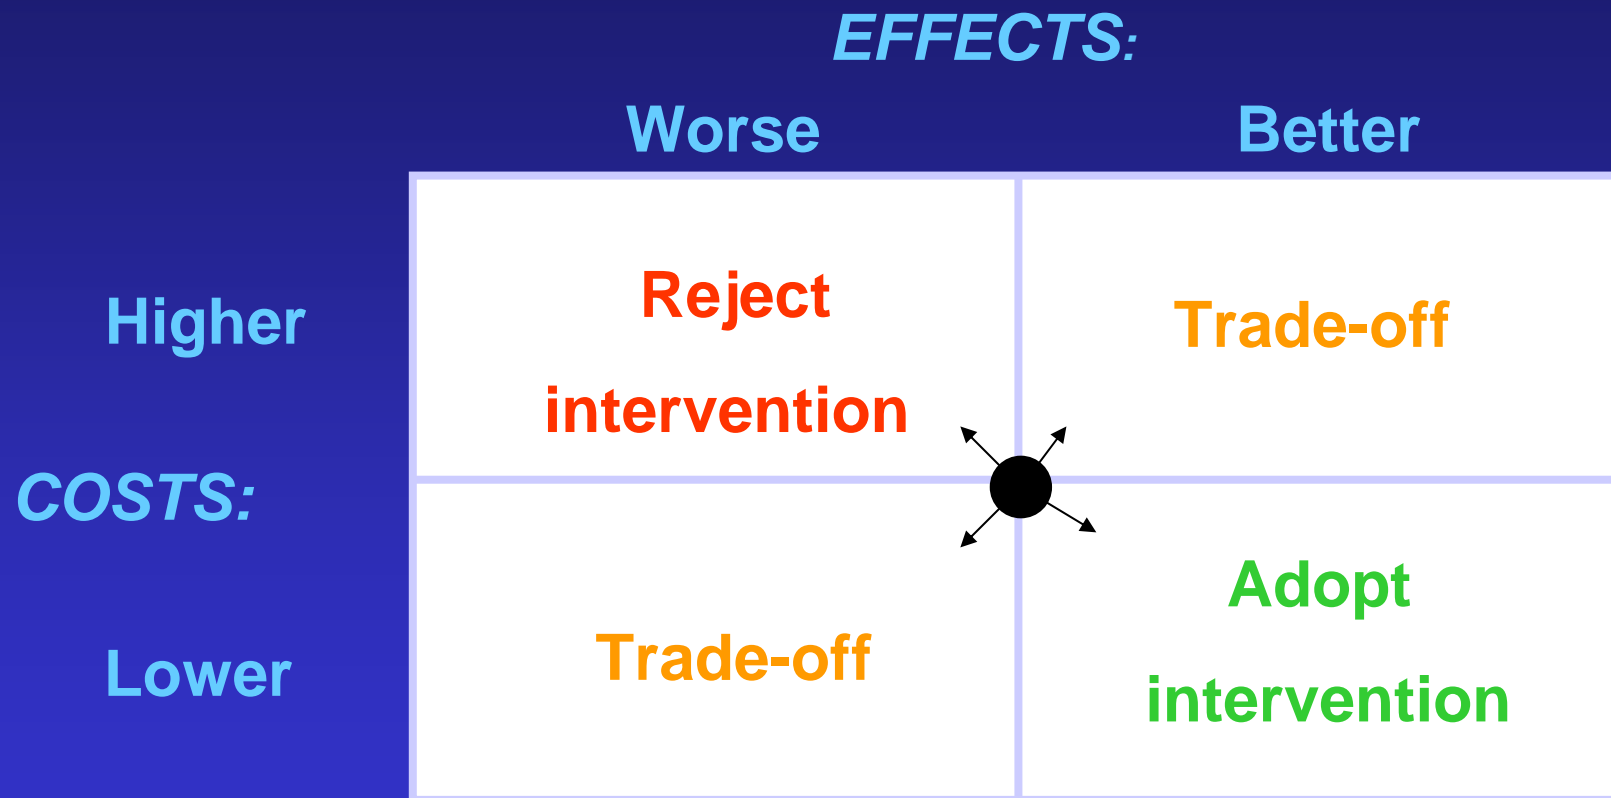 EFFECTS:
Worse Better
Higher
Reject
intervention
Trade-off
COSTS:
Lower
Trade-off
Adopt
intervention